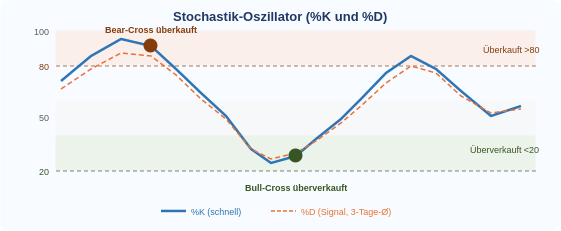 Stochastik-Oszillator (%K und %D)
Bear-Cross überkauft
100
Überkauft >80
80
50
Überverkauft <20
20
Bull-Cross überverkauft
%K (schnell)
%D (Signal, 3-Tage-Ø)